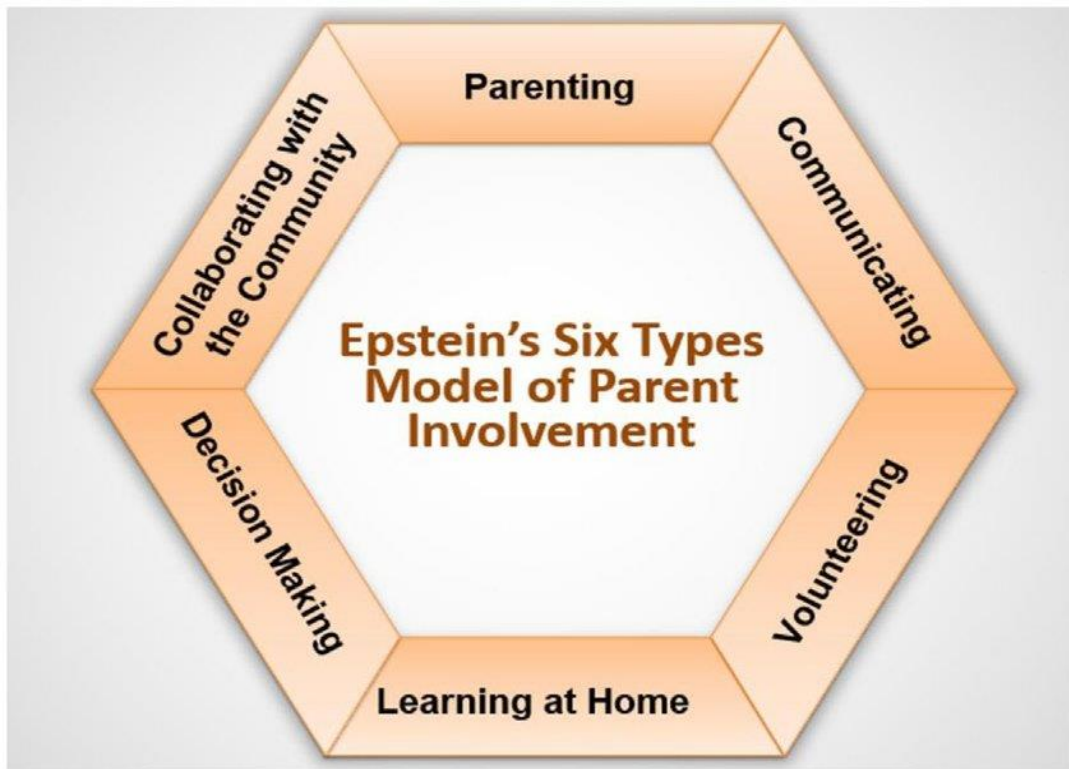 Parenting
Communicating
Volunteering
Learning at Home
Decision Making
Collaborating with
the Community
Epstein’s Six Types
Model of Parent
Involvement